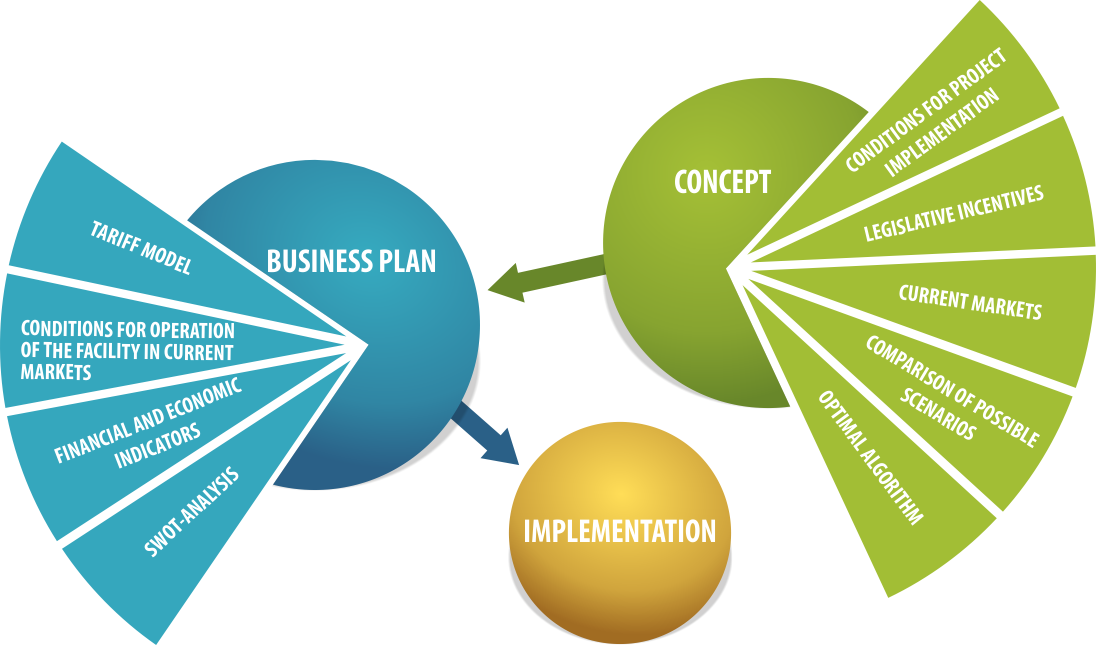 CONCEPT
CONDITIONS FOR PROJECT
IMPLEMENTATION
LEGISLATIVE INCENTIVES
CURRENT MARKETS
COMPARISON OF POSSIBLE
SCENARIOS
OPTIMAL ALGORITHM
BUSINESS PLAN
TARIFF MODEL
CONDITIONS FOR OPERATION
OF THE FACILITY IN CURRENT
MARKETS
FINANCIAL AND ECONOMIC
INDICATORS
SWOT-ANALYSIS
IMPLEMENTATION